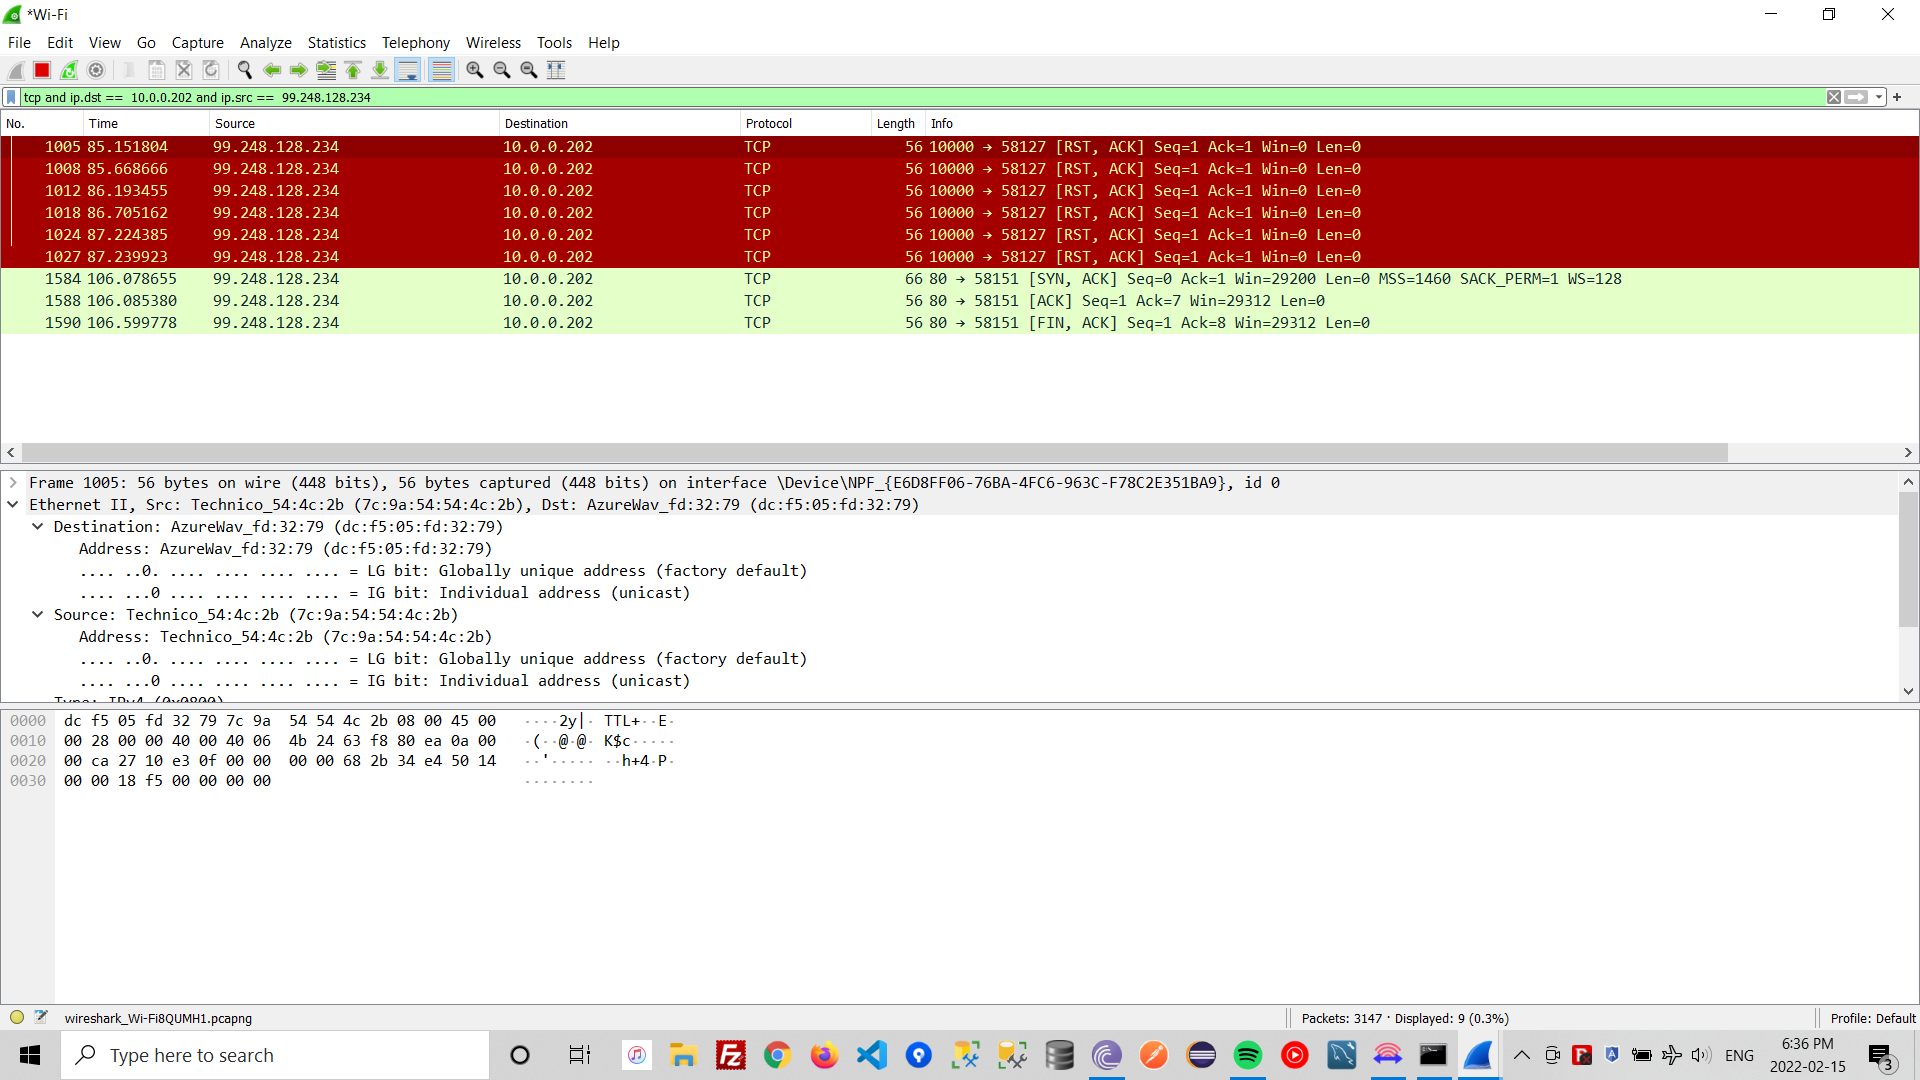 *Wi-Fi
File Edit View Go Capture Analyze Statistics Telephony Wireless Tools Help
tcp and ip.dst ==  10.0.0.202 and ip.src ==  99.248.128.234
No. Time Source Destination Protocol Length Info
1005 85.151804 99.248.128.234 10.0.0.202 TCP 56 10000 → 58127 [RST, ACK] Seq=1 Ack=1 Win=0 Len=0
1008 85.668666 99.248.128.234 10.0.0.202 TCP 56 10000 → 58127 [RST, ACK] Seq=1 Ack=1 Win=0 Len=0
1012 86.193455 99.248.128.234 10.0.0.202 TCP 56 10000 → 58127 [RST, ACK] Seq=1 Ack=1 Win=0 Len=0
1018 86.705162 99.248.128.234 10.0.0.202 TCP 56 10000 → 58127 [RST, ACK] Seq=1 Ack=1 Win=0 Len=0
1024 87.224385 99.248.128.234 10.0.0.202 TCP 56 10000 → 58127 [RST, ACK] Seq=1 Ack=1 Win=0 Len=0
1027 87.239923 99.248.128.234 10.0.0.202 TCP 56 10000 → 58127 [RST, ACK] Seq=1 Ack=1 Win=0 Len=0
1584 106.078655 99.248.128.234 10.0.0.202 TCP 66 80 → 58151 [SYN, ACK] Seq=0 Ack=1 Win=29200 Len=0 MSS=1460 SACK_PERM=1 WS=128
1588 106.085380 99.248.128.234 10.0.0.202 TCP 56 80 → 58151 [ACK] Seq=1 Ack=7 Win=29312 Len=0
1590 106.599778 99.248.128.234 10.0.0.202 TCP 56 80 → 58151 [FIN, ACK] Seq=1 Ack=8 Win=29312 Len=0
Frame 1005: 56 bytes on wire (448 bits), 56 bytes captured (448 bits) on interface \Device\NPF_{E6D8FF06-76BA-4FC6-963C-F78C2E351BA9}, id 0
Ethernet II, Src: Technico_54:4c:2b (7c:9a:54:54:4c:2b), Dst: AzureWav_fd:32:79 (dc:f5:05:fd:32:79)
Destination: AzureWav_fd:32:79 (dc:f5:05:fd:32:79)
Address: AzureWav_fd:32:79 (dc:f5:05:fd:32:79)
.... ..0. .... .... .... .... = LG bit: Globally unique address (factory default)
.... ...0 .... .... .... .... = IG bit: Individual address (unicast)
Source: Technico_54:4c:2b (7c:9a:54:54:4c:2b)
Address: Technico_54:4c:2b (7c:9a:54:54:4c:2b)
.... ..0. .... .... .... .... = LG bit: Globally unique address (factory default)
.... ...0 .... .... .... .... = IG bit: Individual address (unicast)
Type: IPv4 (0x0800)
0000 dc f5 05 fd 32 79 7c 9a 54 54 4c 2b 08 00 45 00 ····2y|· TTL+··E·
0010 00 28 00 00 40 00 40 06 4b 24 63 f8 80 ea 0a 00 ·(··@·@· K$c·····
0020 00 ca 27 10 e3 0f 00 00 00 00 68 2b 34 e4 50 14 ··'····· ··h+4·P·
0030 00 00 18 f5 00 00 00 00 ········
wireshark_Wi-Fi8QUMH1.pcapng Packets: 3147 · Displayed: 9 (0.3%) Profile: Default
Type here to search
ENG
6:36 PM
2022-02-15
3